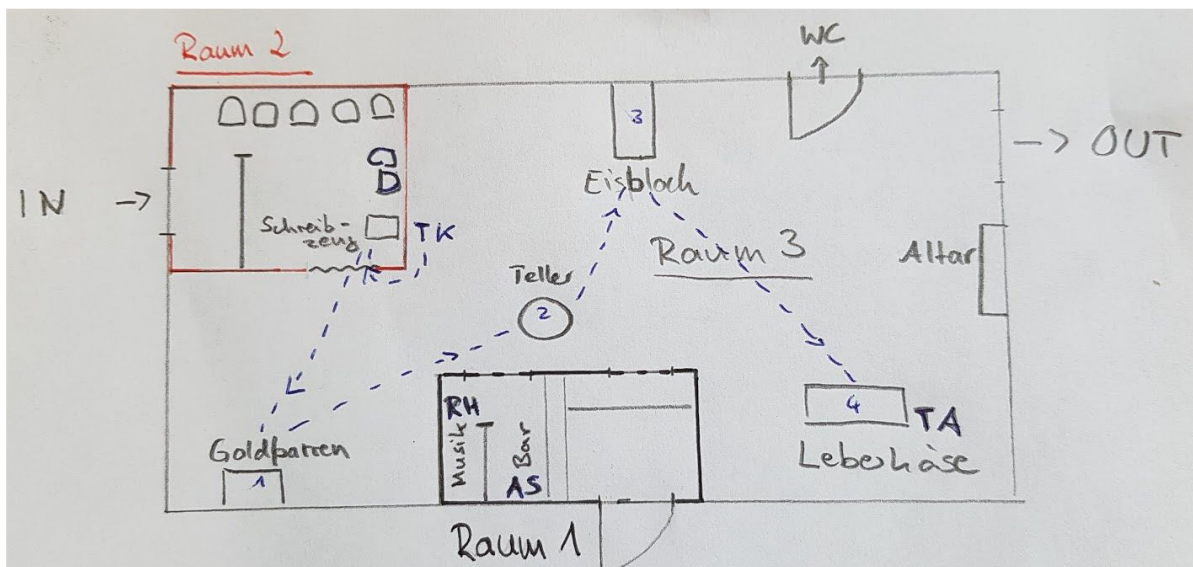 Raum 2
WC
IN →
→ OUT
3
Eisbloch
Schreib-
zeug
TK
Raum 3
Altar
Teller
2
Goldbarren
1
RH
Musik
Bar
AS
4
TA
Leberkäse
Raum 1